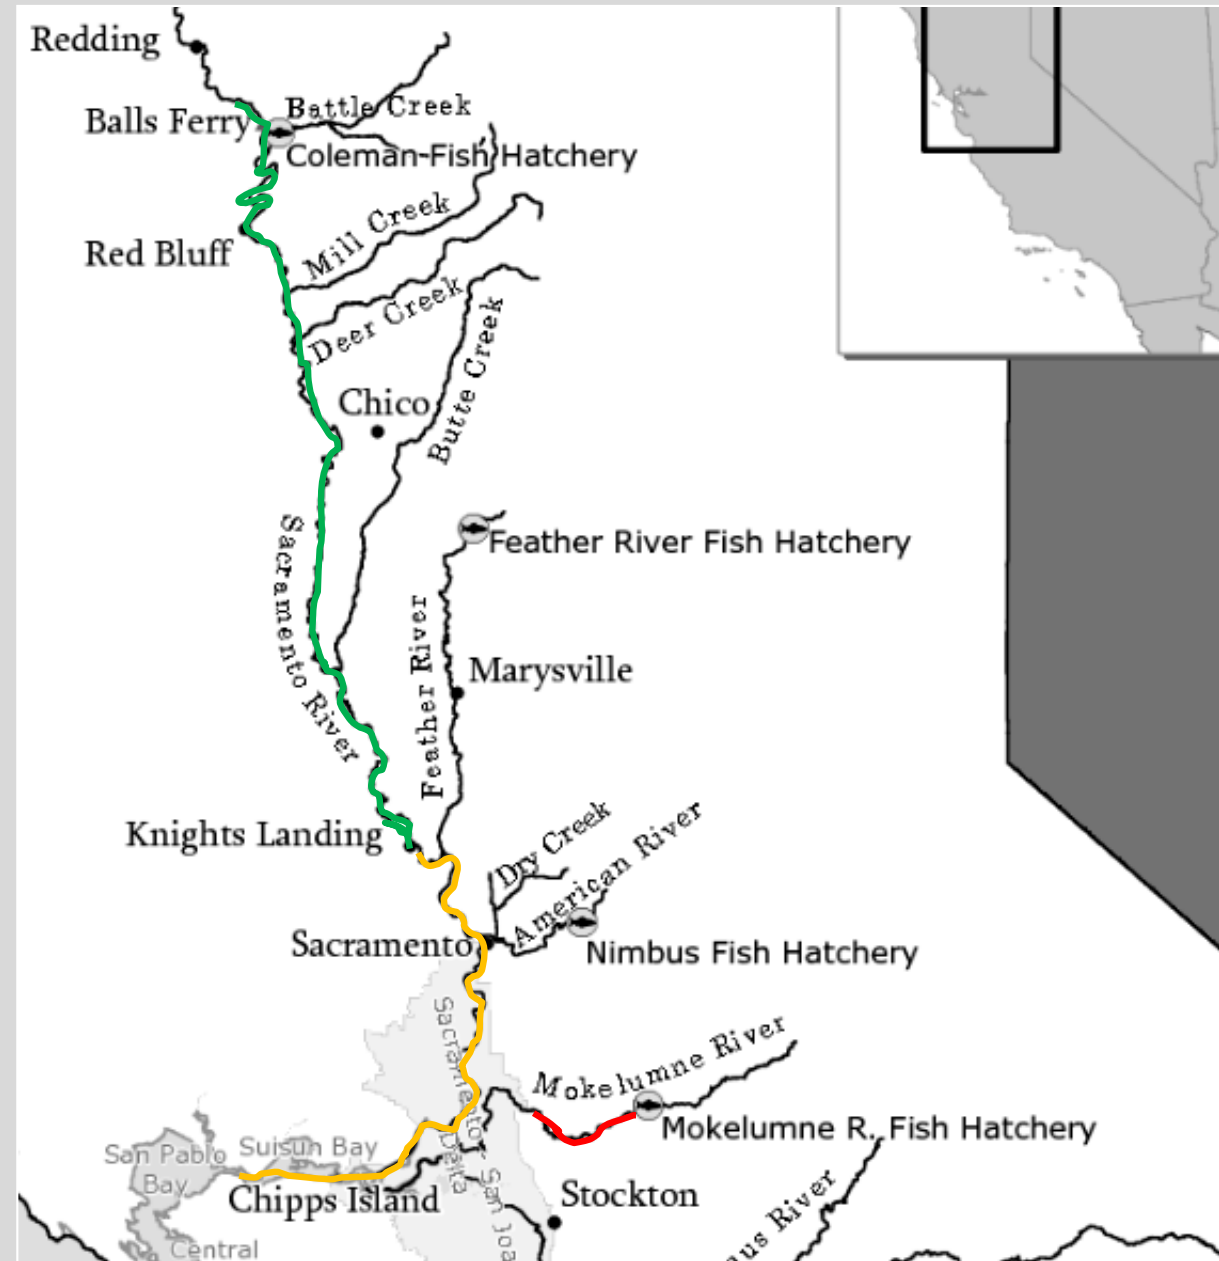 Redding
Battle Creek
Balls Ferry
Coleman Fish Hatchery
Mill Creek
Red Bluff
Deer Creek
Butte Creek
Chico
Sacramento River
Feather River Fish Hatchery
Feather River
Marysville
Knights Landing
Dry Creek
American River
Sacramento
Nimbus Fish Hatchery
Sacramento San Joa
Delta
Mokelumne River
Mokelumne R. Fish Hatchery
San Pablo
Bay
Suisun Bay
Chipps Island
Stockton
us River
Central